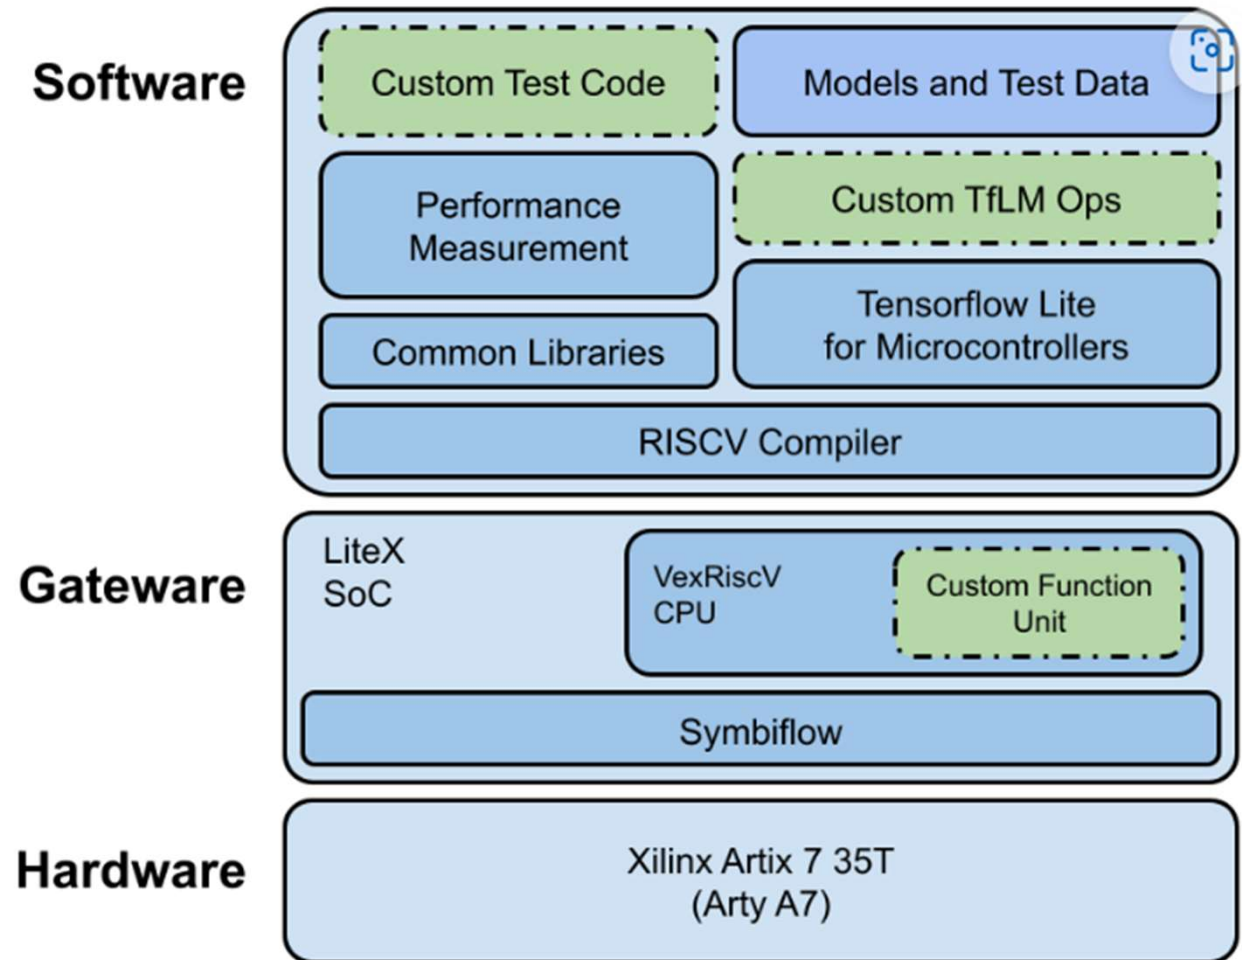 Software
Custom Test Code
Models and Test Data
Performance
Measurement
Custom TfLM Ops
Common Libraries
Tensorflow Lite
for Microcontrollers
RISCV Compiler
Gateware
LiteX
SoC
VexRiscV
CPU
Custom Function
Unit
Symbiflow
Hardware
Xilinx Artix 7 35T
(Arty A7)